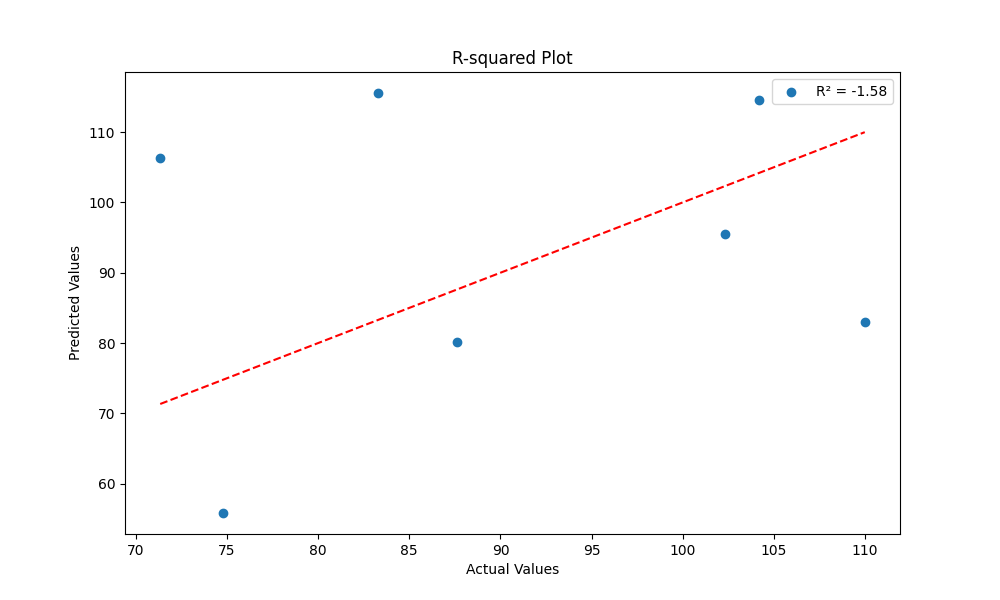 R-squared Plot
R² = -1.58
110
100
90
80
70
60
Predicted Values
70 75 80 85 90 95 100 105 110
Actual Values